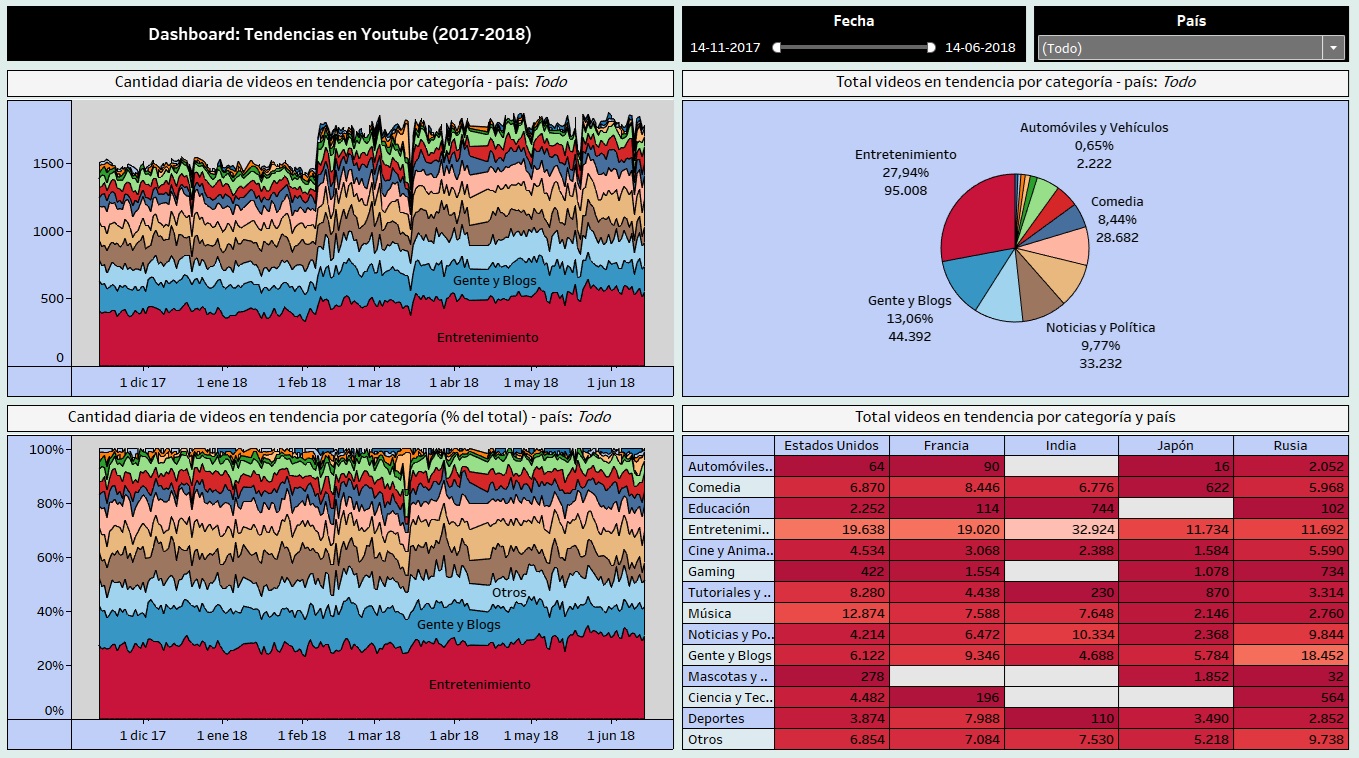 Dashboard: Tendencias en Youtube (2017-2018)
Fecha
14-11-2017
14-06-2018
País
(Todo)
Cantidad diaria de videos en tendencia por categoría - país: Todo
1500
1000
500
0
Gente y Blogs
Entretenimiento
1 dic 17
1 ene 18
1 feb 18
1 mar 18
1 abr 18
1 may 18
1 jun 18
Total videos en tendencia por categoría - país: Todo
Automóviles y Vehículos
0,65%
2.222
Entretenimiento
27,94%
95.008
Comedia
8,44%
28.682
Gente y Blogs
13,06%
44.392
Noticias y Política
9,77%
33.232
Cantidad diaria de videos en tendencia por categoría (% del total) - país: Todo
100%
80%
60%
40%
20%
0%
Otros
Gente y Blogs
Entretenimiento
1 dic 17
1 ene 18
1 feb 18
1 mar 18
1 abr 18
1 may 18
1 jun 18
Total videos en tendencia por categoría y país
Estados Unidos Francia India Japón Rusia
Automóviles.. 64 90 16 2.052
Comedia 6.870 8.446 6.776 622 5.968
Educación 2.252 114 744 102
Entretenimi.. 19.638 19.020 32.924 11.734 11.692
Cine y Anima.. 4.534 3.068 2.388 1.584 5.590
Gaming 422 1.554 1.078 734
Tutoriales y .. 8.280 4.438 230 870 3.314
Música 12.874 7.588 7.648 2.146 2.760
Noticias y Po.. 4.214 6.472 10.334 2.368 9.844
Gente y Blogs 6.122 9.346 4.688 5.784 18.452
Mascotas y .. 278 1.852 32
Ciencia y Tec.. 4.482 196 564
Deportes 3.874 7.988 110 3.490 2.852
Otros 6.854 7.084 7.530 5.218 9.738